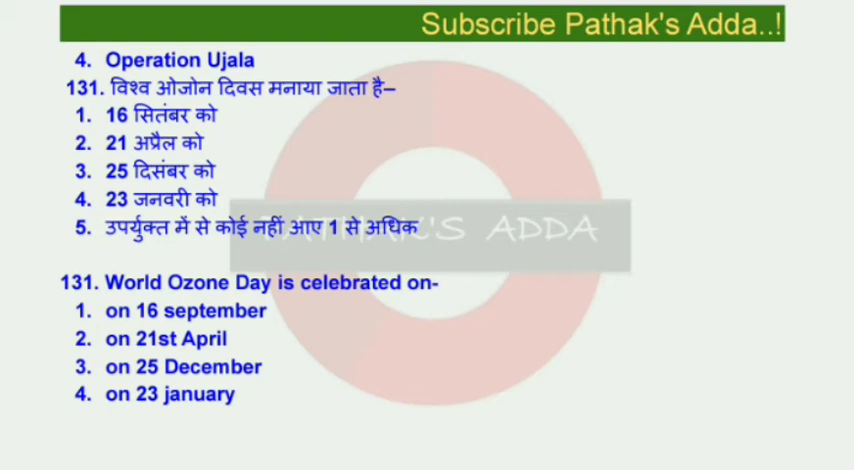 Subscribe Pathak's Adda..!
4. Operation Ujala
131. विश्व ओजोन दिवस मनाया जाता है–
1. 16 सितंबर को
2. 21 अप्रैल को
3. 25 दिसंबर को
4. 23 जनवरी को
5. उपर्युक्त में से कोई नहीं आए 1 से अधिक
PATHAK'S ADDA
131. World Ozone Day is celebrated on-
1. on 16 september
2. on 21st April
3. on 25 December
4. on 23 january